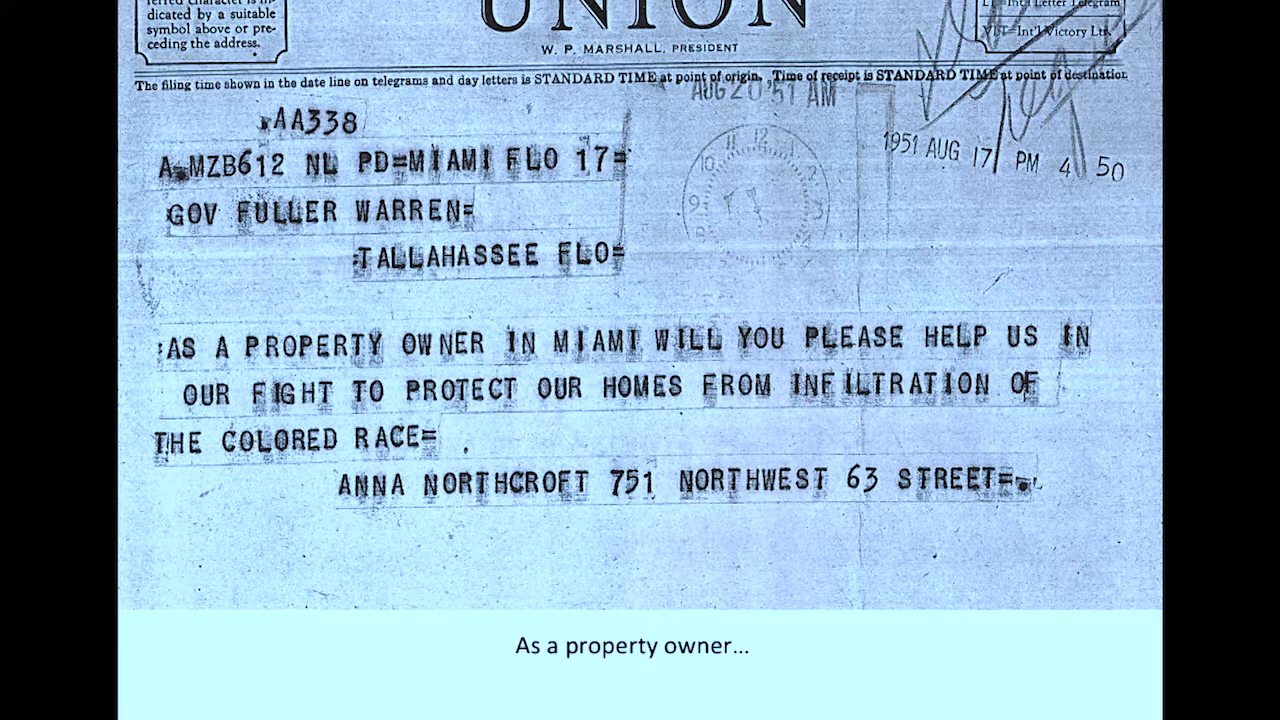 ferred character is in-
dicated by a suitable
symbol above or pre-
ceding the address.
UNION
W. P. MARSHALL, PRESIDENT
LT=Int'l Letter Telegram
VLT=Int'l Victory Ltr.
The filing time shown in the date line on telegrams and day letters is STANDARD TIME at point of origin. Time of receipt is STANDARD TIME at point of destination
AUG 20 '51 AM
1951 AUG 17 PM 4 50
AA338
A MZB612 NL PD=MIAMI FLO 17=
GOV FULLER WARREN=
TALLAHASSEE FLO=
AS A PROPERTY OWNER IN MIAMI WILL YOU PLEASE HELP US IN
OUR FIGHT TO PROTECT OUR HOMES FROM INFILTRATION OF
THE COLORED RACE=
ANNA NORTHCROFT 751 NORTHWEST 63 STREET=
As a property owner...